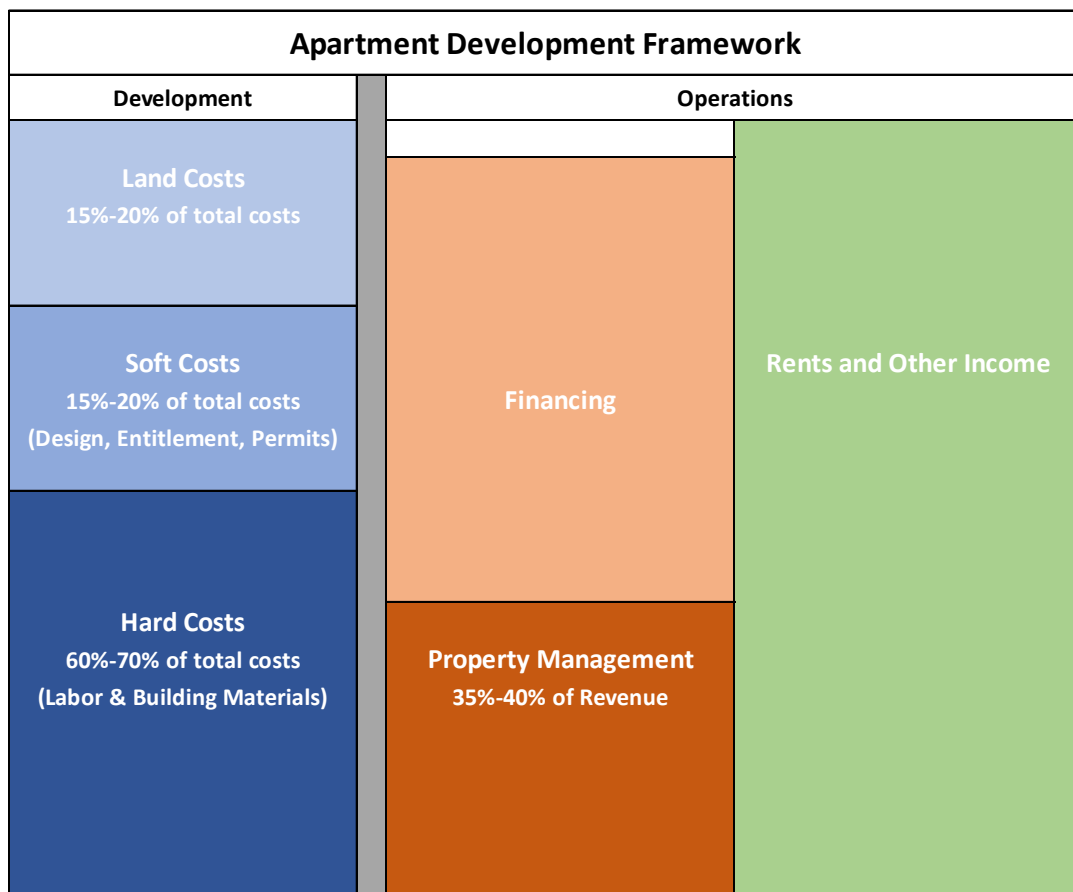 Apartment Development Framework
Development
Operations
Land Costs
15%-20% of total costs
Soft Costs
15%-20% of total costs
(Design, Entitlement, Permits)
Hard Costs
60%-70% of total costs
(Labor & Building Materials)
Financing
Property Management
35%-40% of Revenue
Rents and Other Income